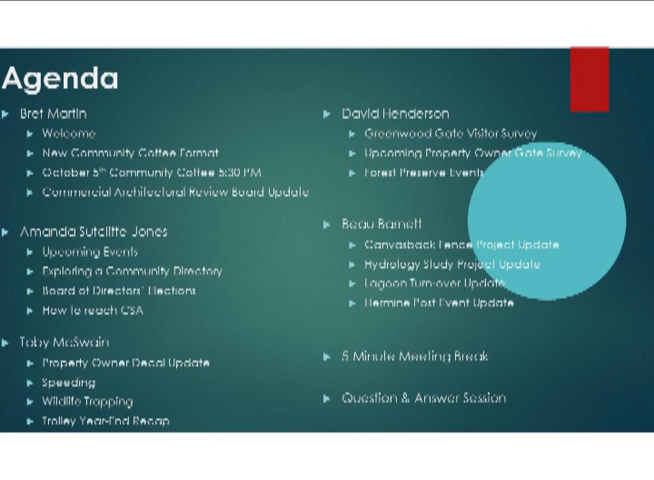 Agenda
Bret Martin
Welcome
New Community Coffee Format
October 5th Community Coffee 5:30 PM
Commercial Architectural Review Board Update
Amanda Sutcliffe Jones
Upcoming Events
Exploring a Community Directory
Board of Directors' Elections
How to reach CSA
Toby McSwain
Property Owner Decal Update
Speeding
Wildlife Trapping
Trolley Year-End Recap
David Henderson
Greenwood Gate Visitor Survey
Upcoming Property Owner Gate Survey
Forest Preserve Events
Beau Barnett
Canvasback Fence Project Update
Hydrology Study Project Update
Lagoon Turn-over Update
Hermine Post Event Update
5 Minute Meeting Break
Question & Answer Session